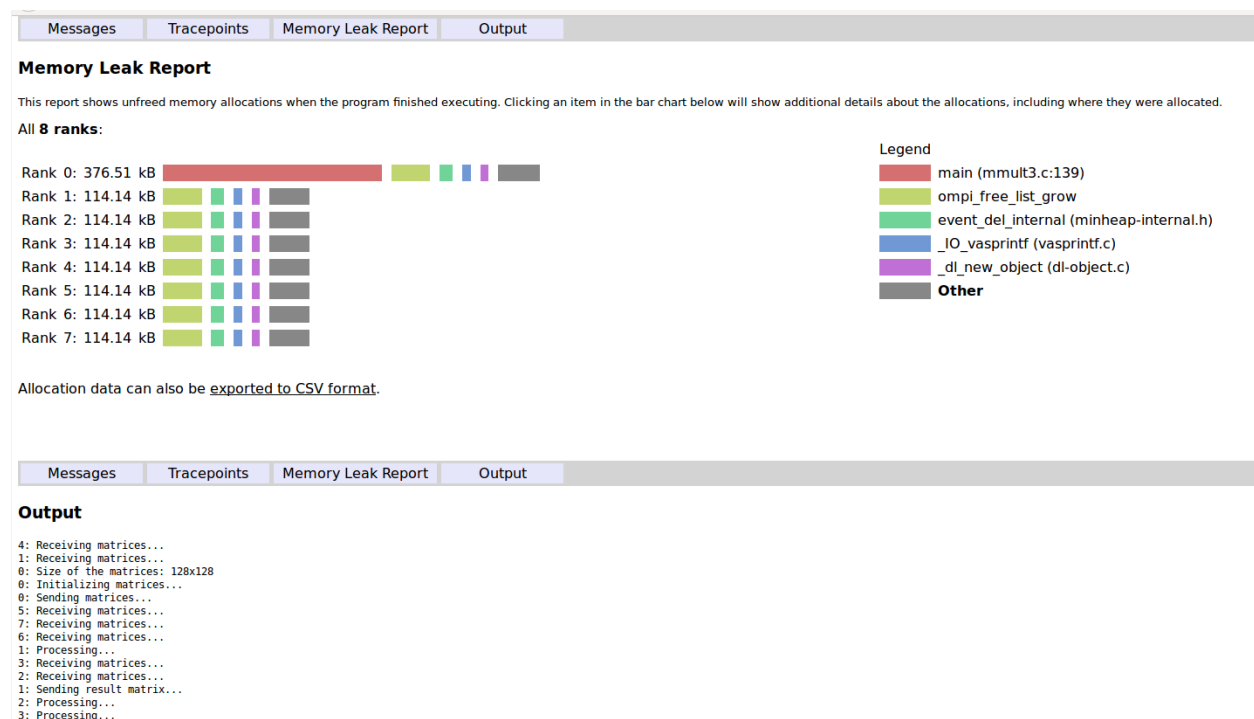 Messages Tracepoints Memory Leak Report Output
Memory Leak Report
This report shows unfreed memory allocations when the program finished executing. Clicking an item in the bar chart below will show additional details about the allocations, including where they were allocated.
All 8 ranks:
Rank 0: 376.51 kB
Rank 1: 114.14 kB
Rank 2: 114.14 kB
Rank 3: 114.14 kB
Rank 4: 114.14 kB
Rank 5: 114.14 kB
Rank 6: 114.14 kB
Rank 7: 114.14 kB
Legend
main (mmult3.c:139)
ompi_free_list_grow
event_del_internal (minheap-internal.h)
_IO_vasprintf (vasprintf.c)
_dl_new_object (dl-object.c)
Other
Allocation data can also be exported to CSV format.
Messages Tracepoints Memory Leak Report Output
Output
4: Receiving matrices...
1: Receiving matrices...
0: Size of the matrices: 128x128
0: Initializing matrices...
0: Sending matrices...
5: Receiving matrices...
7: Receiving matrices...
6: Receiving matrices...
1: Processing...
3: Receiving matrices...
2: Receiving matrices...
1: Sending result matrix...
2: Processing...
3: Processing...